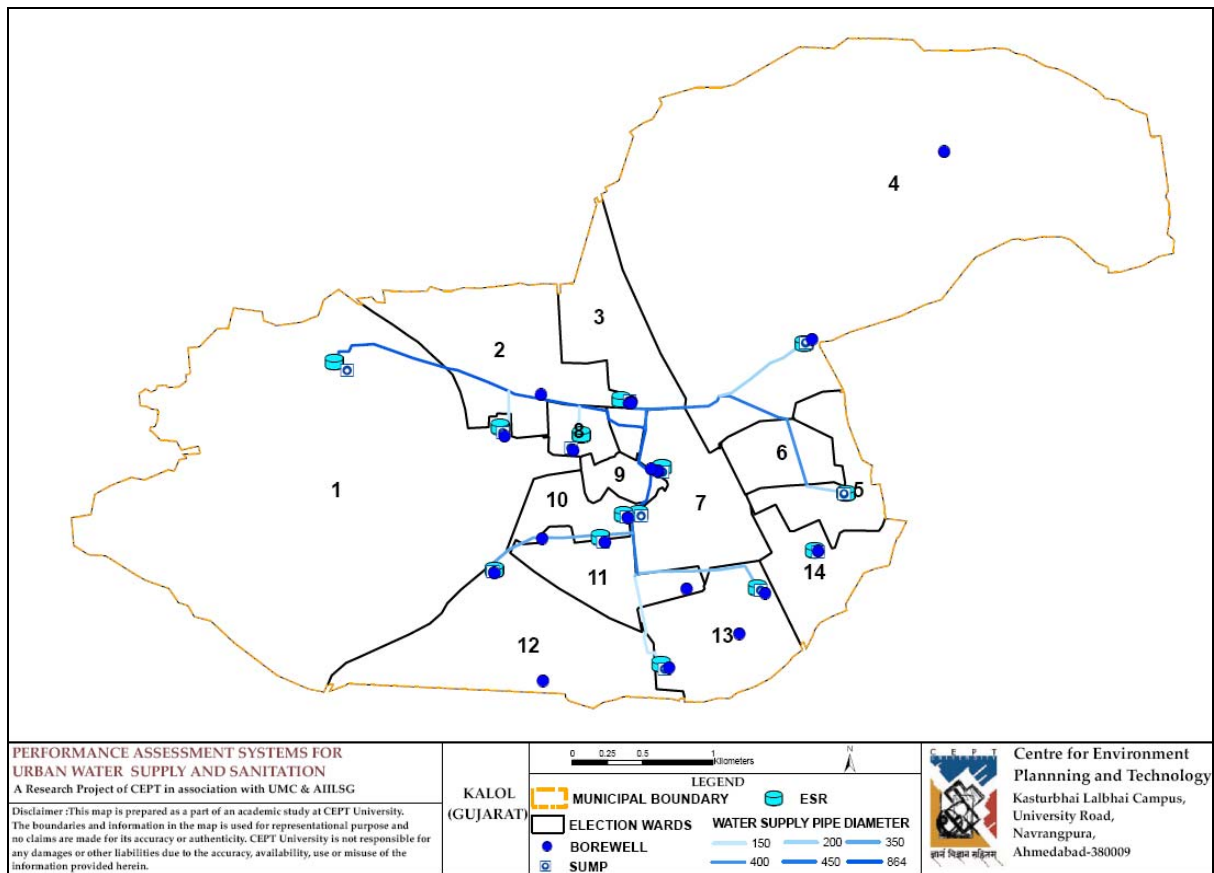 4
3
2
8
6
1
9
5
10
7
11
14
13
12
PERFORMANCE ASSESSMENT SYSTEMS FOR
URBAN WATER SUPPLY AND SANITATION
A Research Project of CEPT in association with UMC & AIILSG
Disclaimer :This map is prepared as a part of an academic study at CEPT University.
The boundaries and information in the map is used for representational purpose and
no claims are made for its accuracy or authenticity. CEPT University is not responsible for
any damages or other liabilities due to the accuracy, availability, use or misuse of the
information provided herein.
KALOL
(GUJARAT)
0 0.25 0.5 1
Kilometers
N
LEGEND
MUNICIPAL BOUNDARY
ESR
ELECTION WARDS
WATER SUPPLY PIPE DIAMETER
BOREWELL
150 200 350
SUMP
400 450 864
C E P T
Centre for Environment
Plannning and Technology
Kasturbhai Lalbhai Campus,
University Road,
Navrangpura,
Ahmedabad-380009